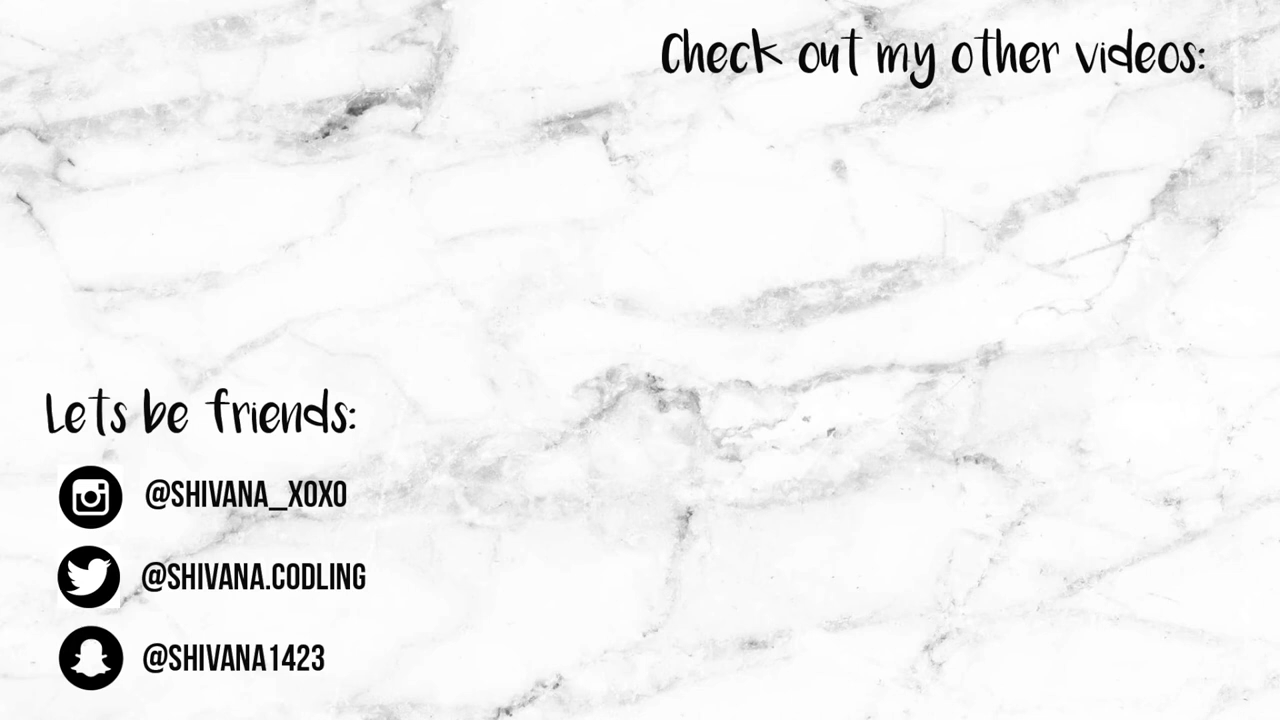 Check out my other videos:
Lets be friends:
@SHIVANA_XOXO
@SHIVANA.CODLING
@SHIVANA1423